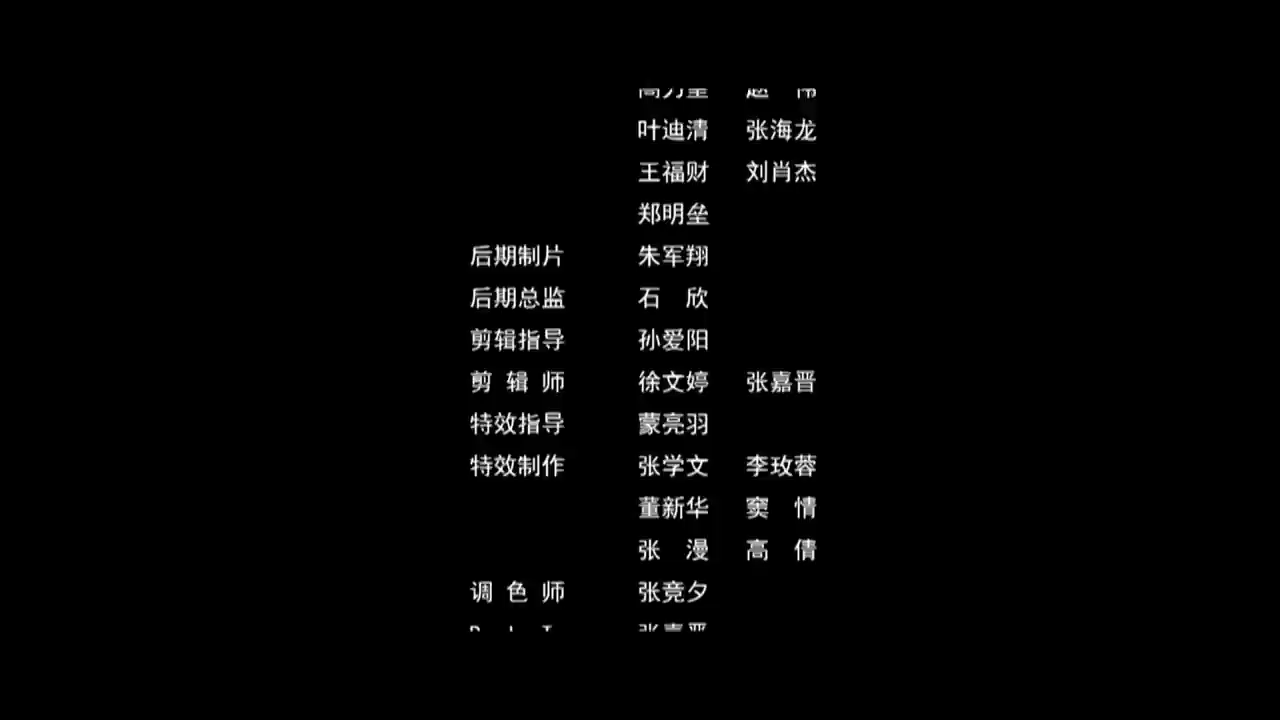 叶迪清 张海龙
王福财 刘肖杰
郑明垒
后期制片 朱军翔
后期总监 石 欣
剪辑指导 孙爱阳
剪 辑 师 徐文婷 张嘉晋
特效指导 蒙亮羽
特效制作 张学文 李玫蓉
董新华 窦 情
张 漫 高 倩
调 色 师 张竞夕